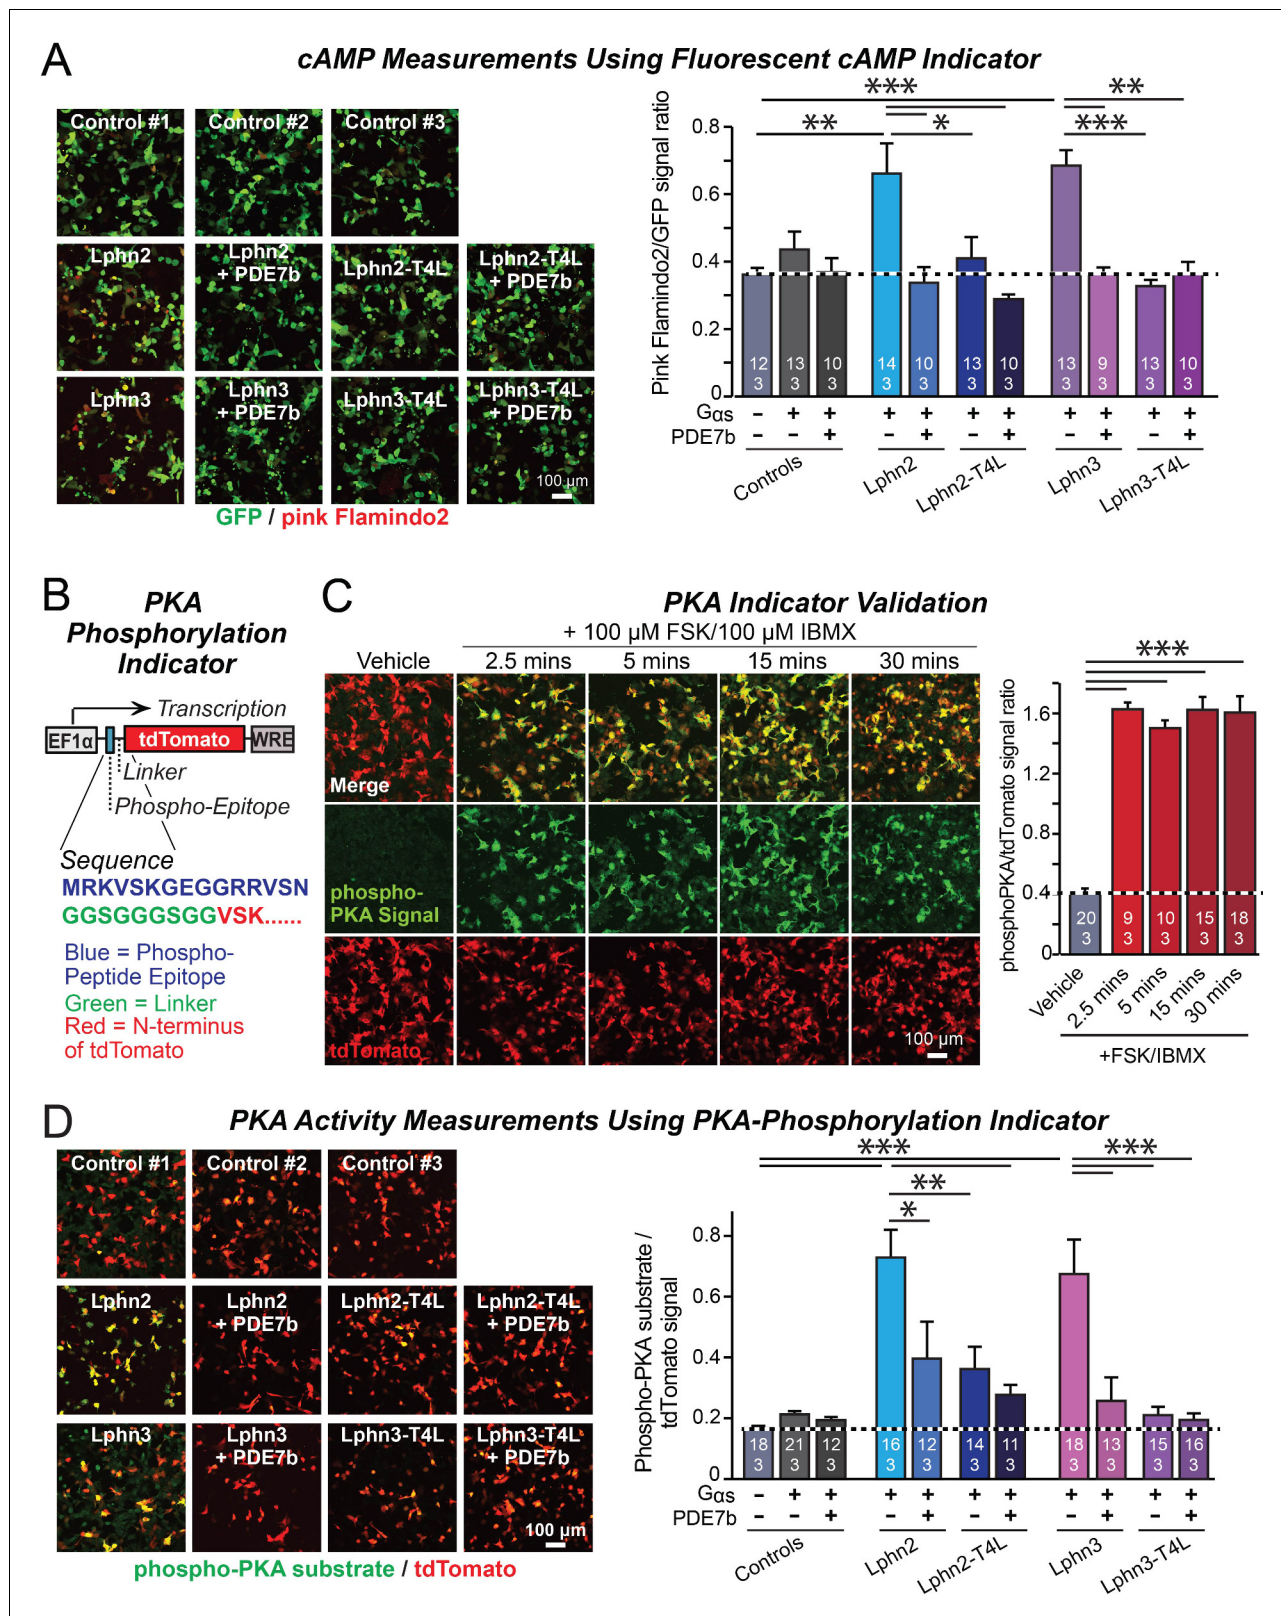 A
cAMP Measurements Using Fluorescent cAMP Indicator
Control #1
Control #2
Control #3
Lphn2
Lphn2
+ PDE7b
Lphn2-T4L
Lphn2-T4L
+ PDE7b
Lphn3
Lphn3
+ PDE7b
Lphn3-T4L
Lphn3-T4L
+ PDE7b
100 µm
GFP / pink Flamindo2
Pink Flamindo2/GFP signal ratio
*** **
** * ***
0.8
0.6
0.4
0.2
0
12 13 10 14 10 13 10 13 9 13 10
3 3 3 3 3 3 3 3 3 3 3
Gαs - + + + + + + + + + +
PDE7b - - + - + - + - + - +
Controls
Lphn2
Lphn2-T4L
Lphn3
Lphn3-T4L
B
PKA
Phosphorylation
Indicator
Transcription
EF1α
tdTomato
WRE
Linker
Phospho-Epitope
Sequence
MRKVSKGEGGRRVSN
GGSGGGSGGVSK......
Blue = Phospho-
Peptide Epitope
Green = Linker
Red = N-terminus
of tdTomato
C
PKA Indicator Validation
+ 100 µM FSK/100 µM IBMX
Vehicle
2.5 mins
5 mins
15 mins
30 mins
Merge
phospho-
PKA Signal
tdTomato
100 µm
phosphoPKA/tdTomato signal ratio
***
1.6
1.2
0.8
0.4
0
20 9 10 15 18
3 3 3 3 3
Vehicle
2.5 mins
5 mins
15 mins
30 mins
+FSK/IBMX
D
PKA Activity Measurements Using PKA-Phosphorylation Indicator
Control #1
Control #2
Control #3
Lphn2
Lphn2
+ PDE7b
Lphn2-T4L
Lphn2-T4L
+ PDE7b
Lphn3
Lphn3
+ PDE7b
Lphn3-T4L
Lphn3-T4L
+ PDE7b
100 µm
phospho-PKA substrate / tdTomato
Phospho-PKA substrate /
tdTomato signal
*** ***
**
*
0.8
0.6
0.4
0.2
0
18 21 12 16 12 14 11 18 13 15 16
3 3 3 3 3 3 3 3 3 3 3
Gαs - + + + + + + + + + +
PDE7b - - + - + - + - + - +
Controls
Lphn2
Lphn2-T4L
Lphn3
Lphn3-T4L